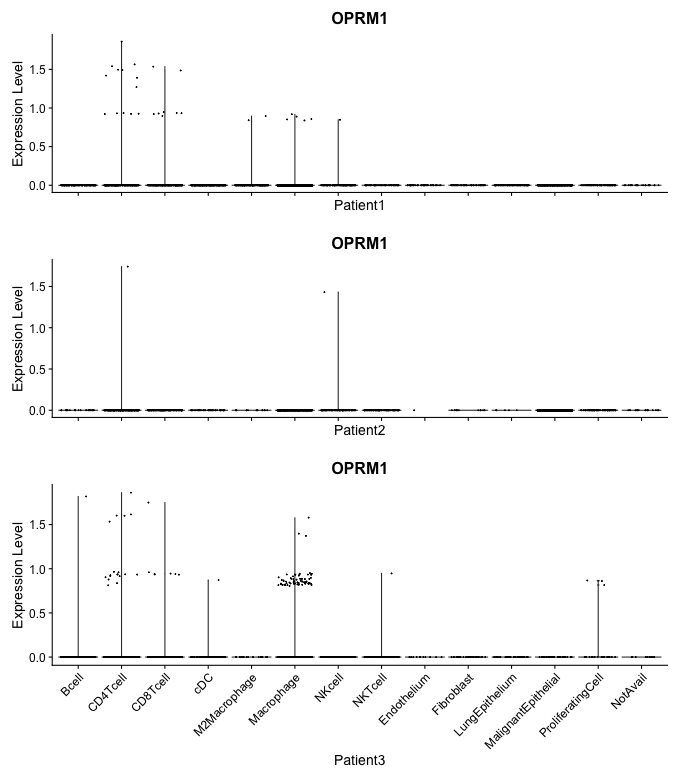 OPRM1
Expression Level
1.5
1.0
0.5
0.0
Patient1
OPRM1
Expression Level
1.5
1.0
0.5
0.0
Patient2
OPRM1
Expression Level
1.5
1.0
0.5
0.0
Bcell
CD4Tcell
CD8Tcell
cDC
M2Macrophage
Macrophage
NKcell
NKTcell
Endothelium
Fibroblast
LungEpithelium
MalignantEpithelial
ProliferatingCell
NotAvail
Patient3